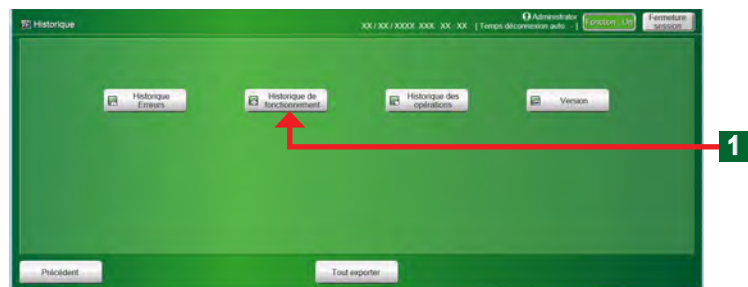 Historique
XX / XX / XXXX XXX XX : XX [ Temps déconnexion auto : - ]
Administrator
Fonction : On
Fermeture
session
Historique
Erreurs
Historique de
fonctionnement
Historique des
opérations
Version
1
Précédent
Tout exporter